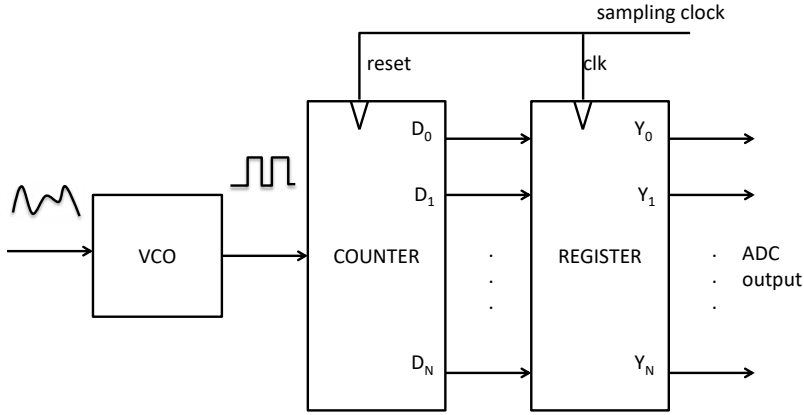 sampling clock
reset
clk
D0
Y0
D1
Y1
VCO
COUNTER
REGISTER
ADC
output
DN
YN